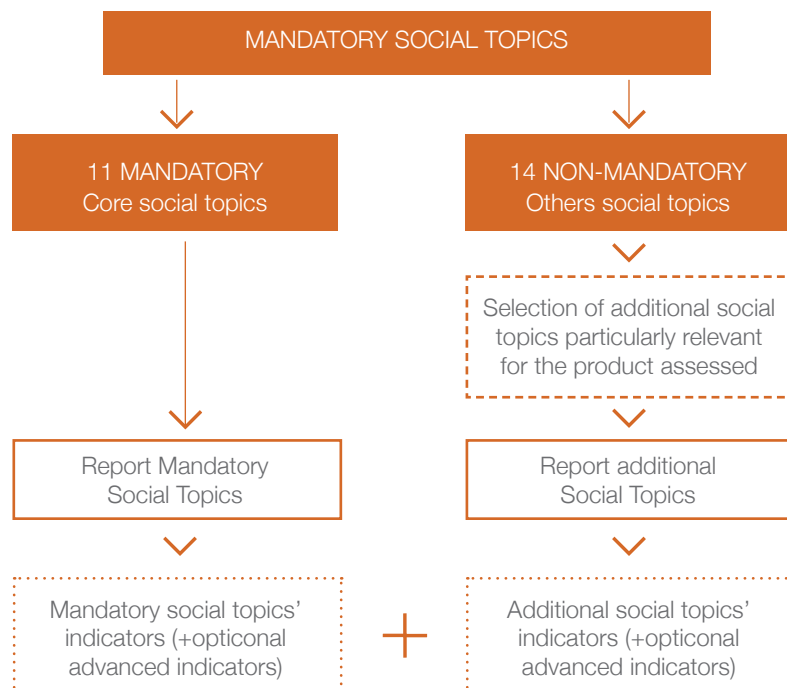 MANDATORY SOCIAL TOPICS
11 MANDATORY
Core social topics
14 NON-MANDATORY
Others social topics
Selection of additional social
topics particularly relevant
for the product assessed
Report Mandatory
Social Topics
Report additional
Social Topics
Mandatory social topics’
indicators (+opticonal
advanced indicators)
+
Additional social topics’
indicators (+opticonal
advanced indicators)